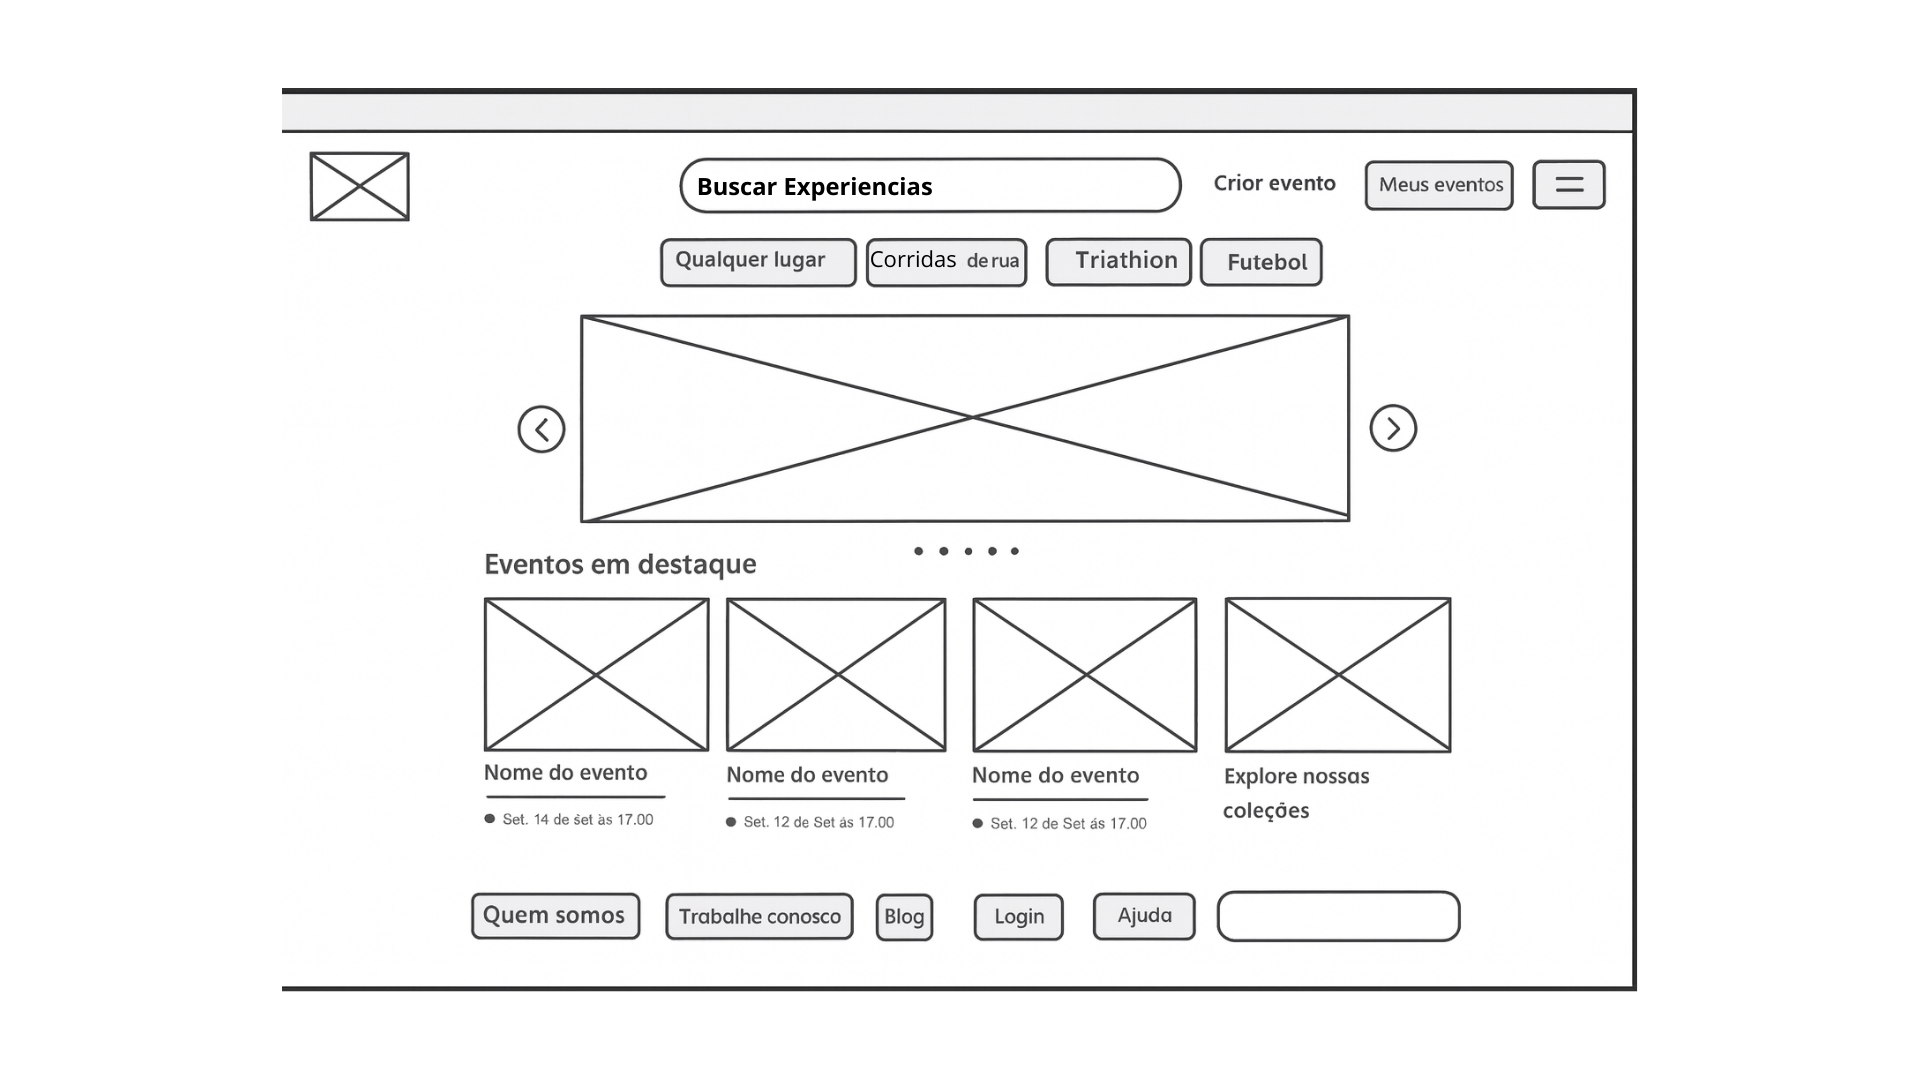 Buscar Experiencias
Crior evento
Meus eventos
Qualquer lugar
Corridas de rua
Triathion
Futebol
Eventos em destaque
Nome do evento
Nome do evento
Nome do evento
Explore nossas
coleções
Set. 14 de set às 17.00
Set. 12 de Set ás 17.00
Set. 12 de Set ás 17.00
Quem somos
Trabalhe conosco
Blog
Login
Ajuda